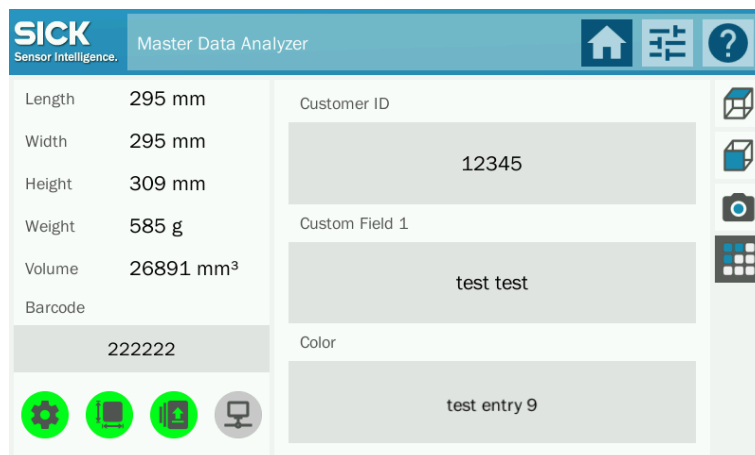 SICK
Sensor Intelligence.
Master Data Analyzer
?
Length 295 mm
Width 295 mm
Height 309 mm
Weight 585 g
Volume 26891 mm³
Barcode
222222
Customer ID
12345
Custom Field 1
test test
Color
test entry 9